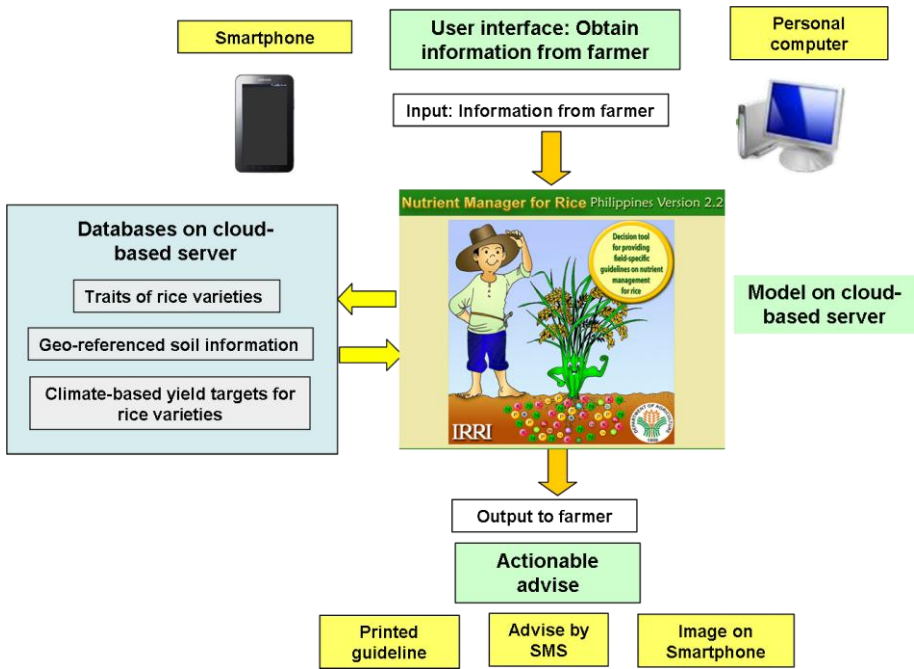 Smartphone
User interface: Obtain
information from farmer
Personal
computer
Input: Information from farmer
Nutrient Manager for Rice Philippines Version 2.2
Decision tool
for providing
field-specific
guidelines on nutrient
management
for rice
Databases on cloud-
based server
Traits of rice varieties
Geo-referenced soil information
Climate-based yield targets for
rice varieties
Model on cloud-
based server
IRRI
DEPARTMENT OF AGRICULTURE
Output to farmer
Actionable
advise
Printed
guideline
Advise by
SMS
Image on
Smartphone